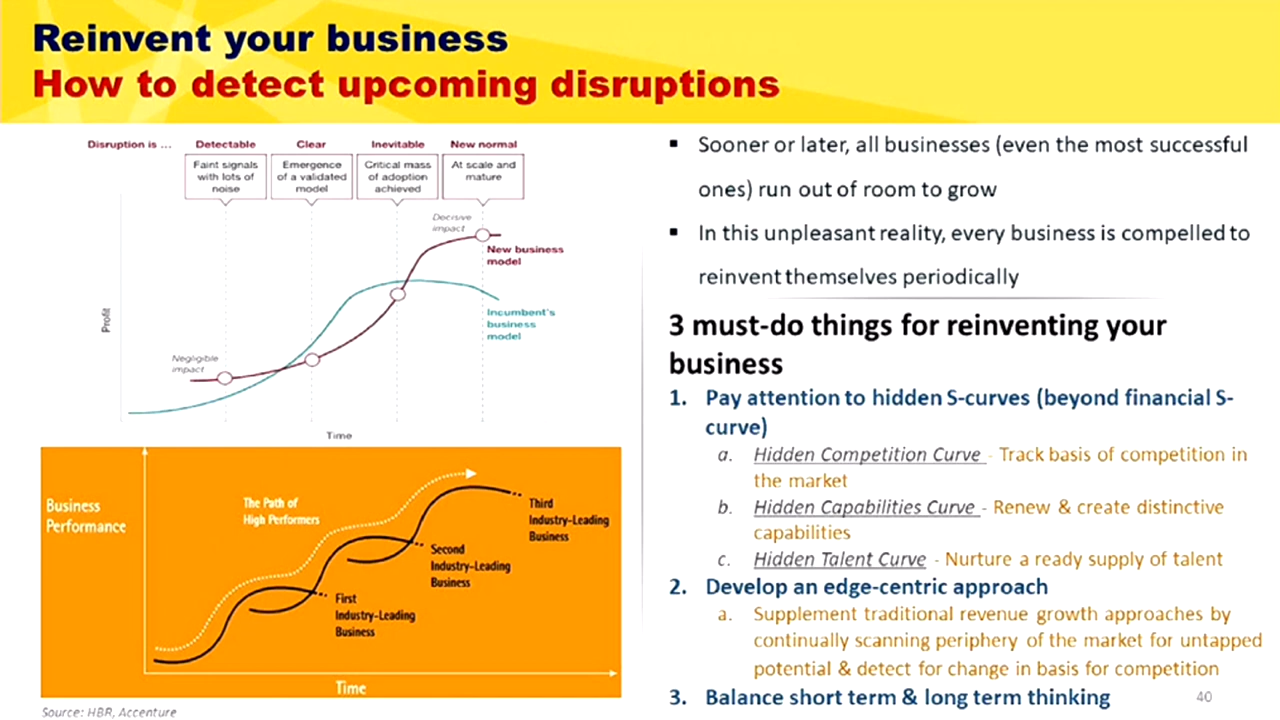 Reinvent your business
How to detect upcoming disruptions
Disruption is ...
Detectable
Clear
Inevitable
New normal
Faint signals
with lots of
noise
Emergence
of a validated
model
Critical mass
of adoption
achieved
At scale and
mature
Decisive
impact
New business
model
Incumbent's
business
model
Profit
Negligible
impact
Time
Business
Performance
The Path of
High Performers
Third
Industry-Leading
Business
Second
Industry-Leading
Business
First
Industry-Leading
Business
Time
Source: HBR, Accenture
▪ Sooner or later, all businesses (even the most successful
ones) run out of room to grow
▪ In this unpleasant reality, every business is compelled to
reinvent themselves periodically
3 must-do things for reinventing your
business
1. Pay attention to hidden S-curves (beyond financial S-
curve)
a. Hidden Competition Curve - Track basis of competition in
the market
b. Hidden Capabilities Curve - Renew & create distinctive
capabilities
c. Hidden Talent Curve - Nurture a ready supply of talent
2. Develop an edge-centric approach
a. Supplement traditional revenue growth approaches by
continually scanning periphery of the market for untapped
potential & detect for change in basis for competition
3. Balance short term & long term thinking
40